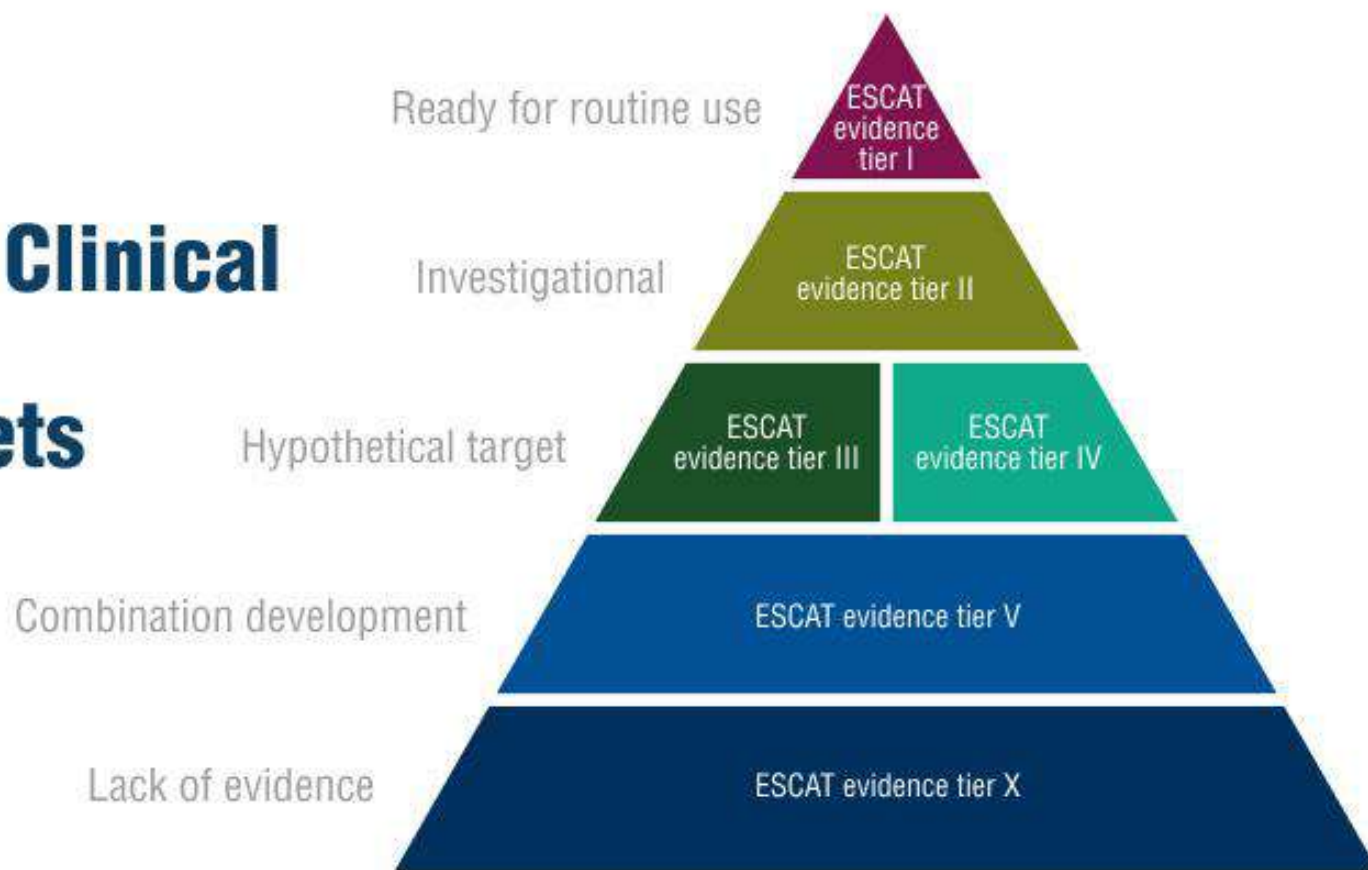 Ready for routine use
ESCAT
evidence
tier I
Clinical
Investigational
ESCAT
evidence tier II
ets
Hypothetical target
ESCAT
evidence tier III
ESCAT
evidence tier IV
Combination development
ESCAT evidence tier V
Lack of evidence
ESCAT evidence tier X